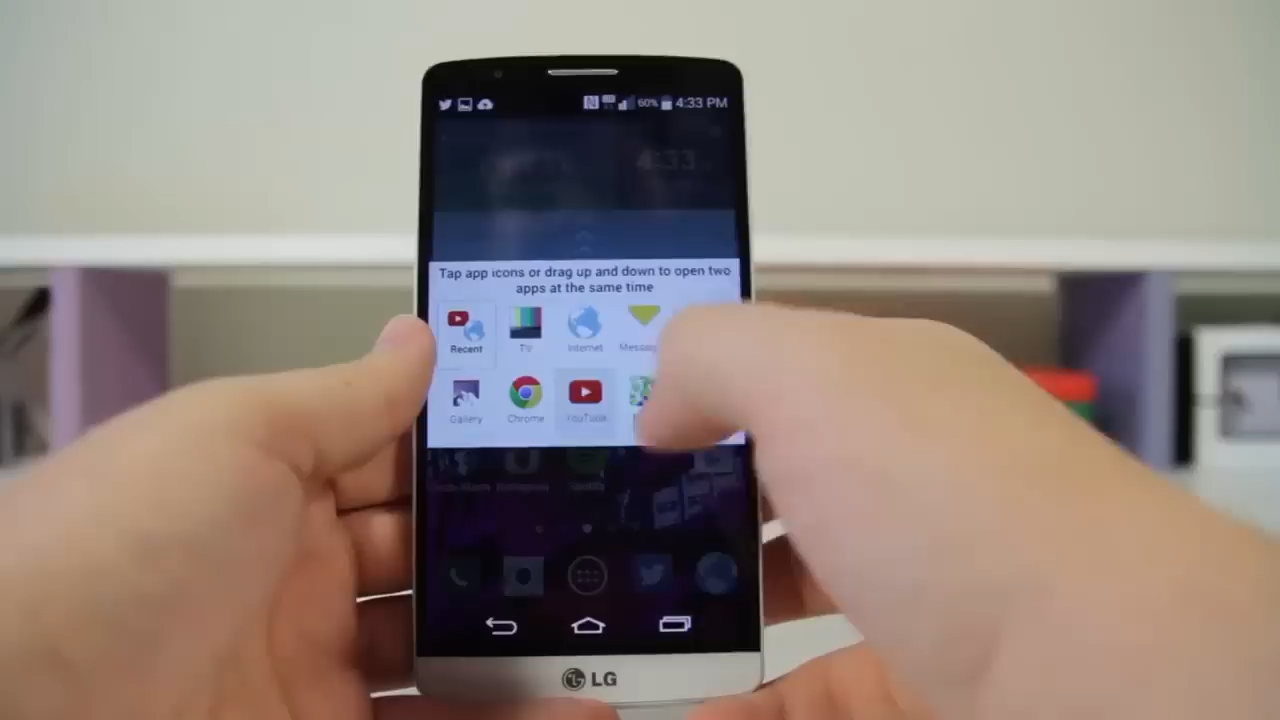 60% 4:33 PM
4:33
Tap app icons or drag up and down to open two
apps at the same time
Recent TV Internet
Gallery Chrome YouTube
LG